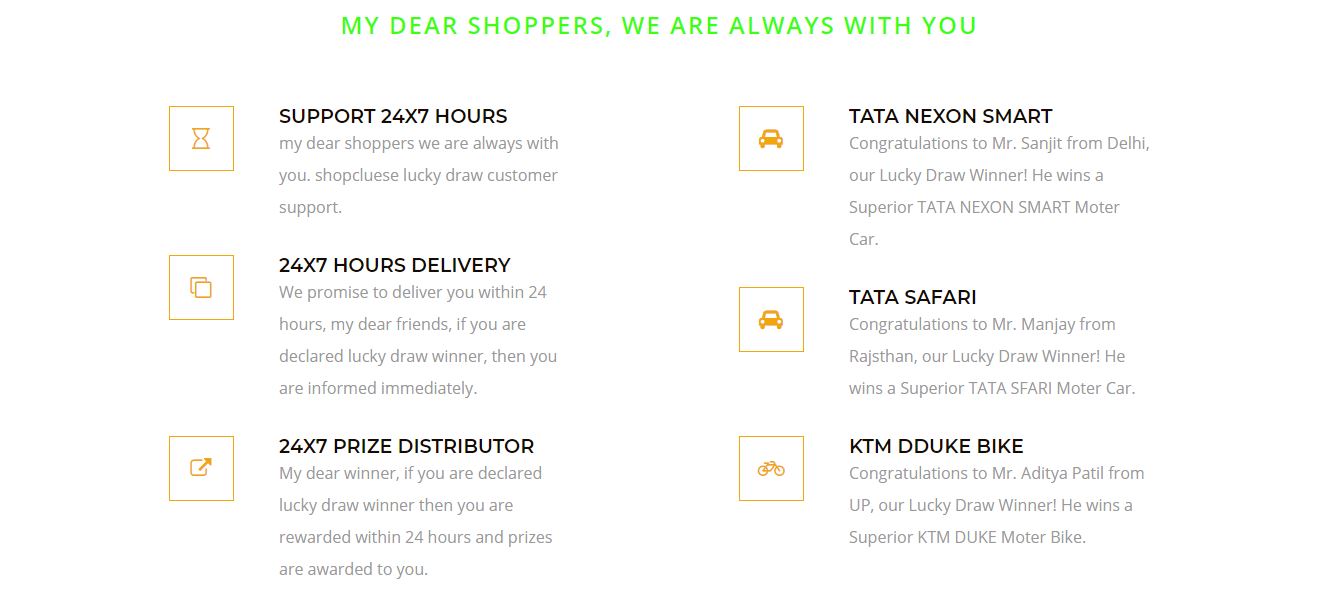 MY DEAR SHOPPERS, WE ARE ALWAYS WITH YOU
SUPPORT 24X7 HOURS
my dear shoppers we are always with
you. shopcluese lucky draw customer
support.
24X7 HOURS DELIVERY
We promise to deliver you within 24
hours, my dear friends, if you are
declared lucky draw winner, then you
are informed immediately.
24X7 PRIZE DISTRIBUTOR
My dear winner, if you are declared
lucky draw winner then you are
rewarded within 24 hours and prizes
are awarded to you.
TATA NEXON SMART
Congratulations to Mr. Sanjit from Delhi,
our Lucky Draw Winner! He wins a
Superior TATA NEXON SMART Moter
Car.
TATA SAFARI
Congratulations to Mr. Manjay from
Rajsthan, our Lucky Draw Winner! He
wins a Superior TATA SFARI Moter Car.
KTM DDUKE BIKE
Congratulations to Mr. Aditya Patil from
UP, our Lucky Draw Winner! He wins a
Superior KTM DUKE Moter Bike.